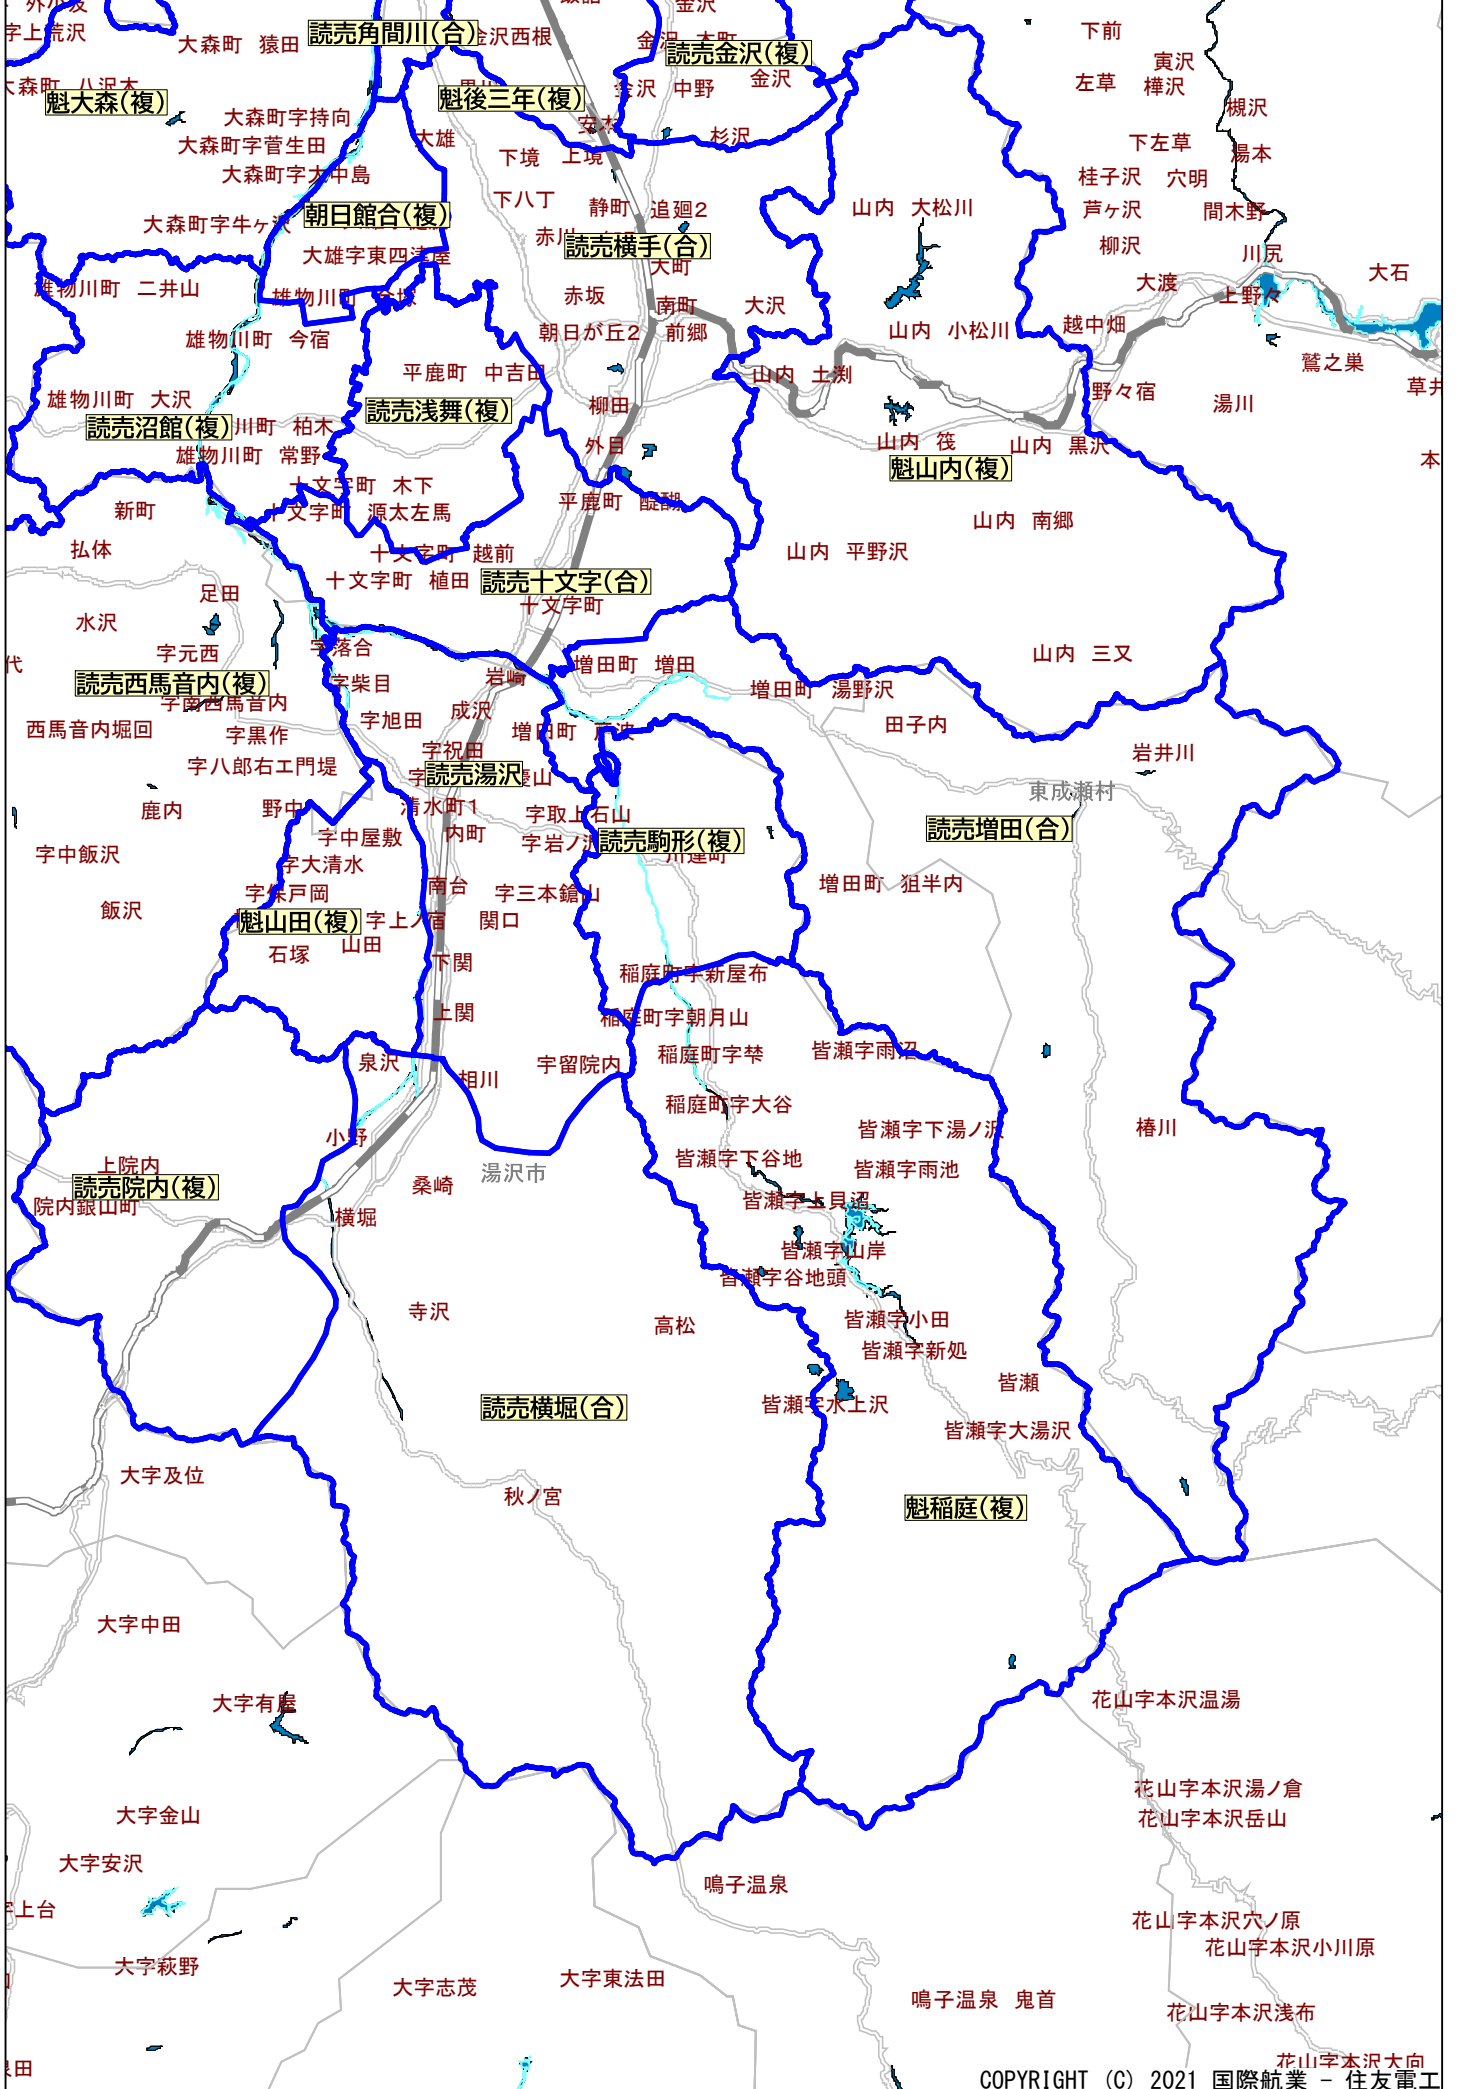 金沢
字上荒沢
大森町 猿田
読売角間川(合)
金沢西根
読売金沢(複)
下前
寅沢
大森町 八沢木
魁大森(複)
魁後三年(複)
金沢 中野
金沢
左草
樺沢
槻沢
大森町字持向
大森町字菅生田
大雄
安本
杉沢
下左草
湯本
大森町字大中島
下境
上境
桂子沢
穴明
下八丁
静町
追廻2
山内 大松川
芦ヶ沢
間木野
大森町字牛ヶ沢
朝日館合(複)
赤川
読売横手(合)
柳沢
川尻
大雄字東四津屋
大町
大石
雄物川町 二井山
雄物川町 今塚
赤坂
南町
大沢
大渡
上野々
雄物川町 今宿
朝日が丘2
前郷
山内 小松川
越中畑
平鹿町 中吉田
山内 土渕
鷲之巣
雄物川町 大沢
読売浅舞(複)
柳田
野々宿
湯川
草井
読売沼館(複)
川町 柏木
外目
山内 筏
山内 黒沢
雄物川町 常野
魁山内(複)
本
十文字町 木下
新町
十文字町 源太左馬
平鹿町 醍醐
山内 南郷
払体
十文字町 越前
山内 平野沢
十文字町 植田
読売十文字(合)
足田
十文字町
水沢
字元西
字落合
増田町 増田
山内 三又
代
読売西馬音内(複)
字柴目
岩崎
増田町 湯野沢
字南西馬音内
成沢
西馬音内堀回
字旭田
増田町 戸波
田子内
字黒作
字祝田
岩井川
字八郎右エ門堤
読売湯沢
東成瀬村
鹿内
野中
清水町1
字取上石山
読売増田(合)
字中屋敷
内町
字岩ノ沢
読売駒形(複)
字中飯沢
字大清水
川連町
字保戸岡
南台
字三本鎗山
増田町 狙半内
飯沢
魁山田(複)
字上ノ宿
関口
石塚
山田
下関
稲庭町字新屋布
上関
稲庭町字朝月山
泉沢
相川
宇留院内
稲庭町字梺
皆瀬字雨沼
稲庭町字大谷
小野
皆瀬字下湯ノ沢
椿川
上院内
湯沢市
皆瀬字下谷地
皆瀬字雨池
読売院内(複)
桑崎
院内銀山町
横堀
皆瀬字上貝沼
皆瀬字山岸
皆瀬字谷地頭
寺沢
高松
皆瀬字小田
皆瀬字新処
皆瀬
読売横堀(合)
皆瀬字水上沢
皆瀬字大湯沢
大字及位
秋ノ宮
魁稲庭(複)
大字中田
大字有屋
花山字本沢温湯
花山字本沢湯ノ倉
大字金山
花山字本沢岳山
大字安沢
鳴子温泉
字上台
花山字本沢穴ノ原
花山字本沢小川原
大字萩野
大字志茂
大字東法田
鳴子温泉 鬼首
花山字本沢浅布
花山字本沢大向
COPYRIGHT (C) 2021 国際航業 - 住友電工